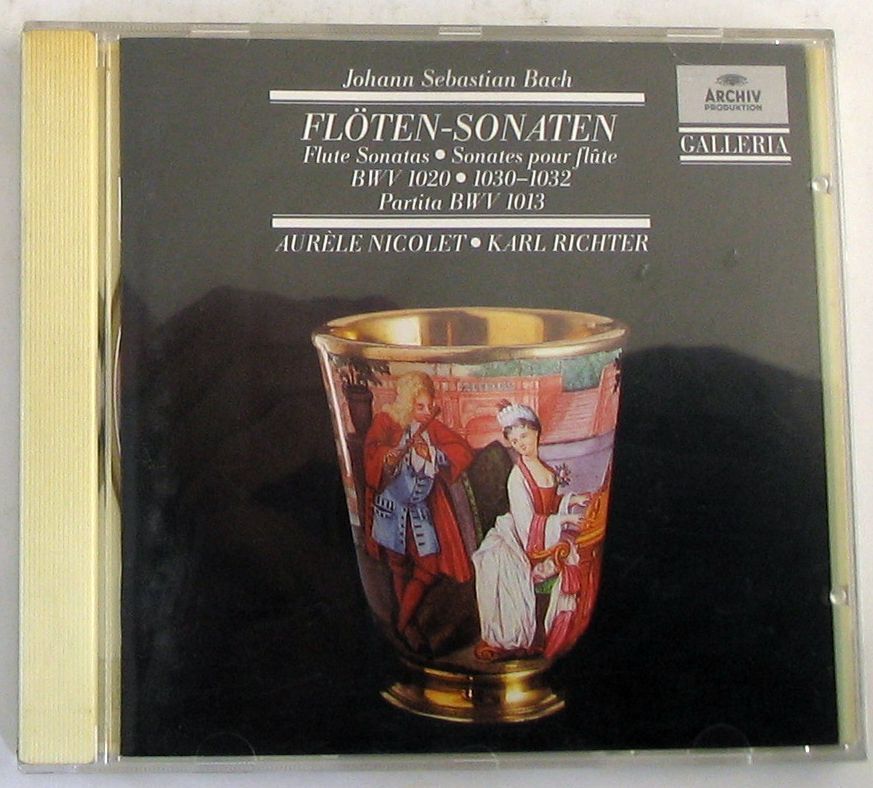 Johann Sebastian Bach
FLÖTEN-SONATEN
Flute Sonatas • Sonates pour flûte
BWV 1020 • 1030–1032
Partita BWV 1013
AURÈLE NICOLET • KARL RICHTER
ARCHIV
PRODUKTION
GALLERIA